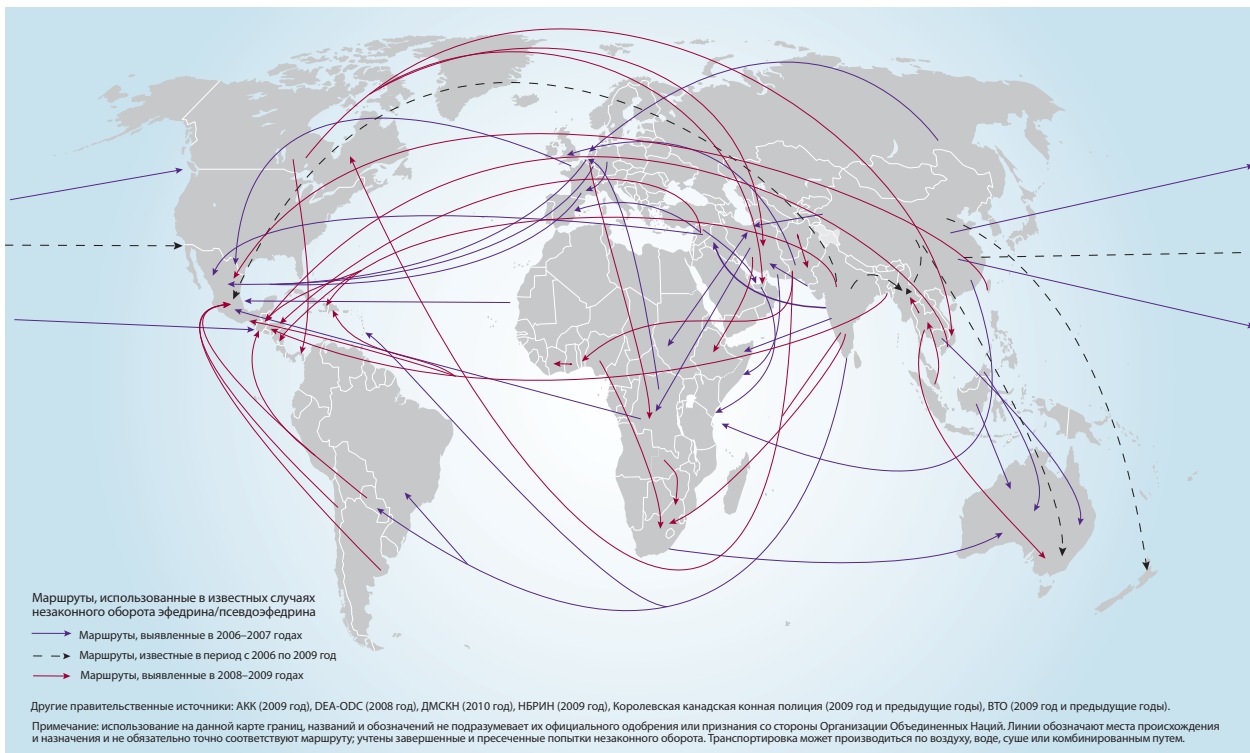 Маршруты, использованные в известных случаях
незаконного оборота эфедрина/псевдоэфедрина
Маршруты, выявленные в 2006–2007 годах
Маршруты, известные в период с 2006 по 2009 год
Маршруты, выявленные в 2008–2009 годах
Другие правительственные источники: АКК (2009 год), DEA-ODC (2008 год), ДМСКН (2010 год), НБРИН (2009 год), Королевская канадская конная полиция (2009 год и предыдущие годы), ВТО (2009 год и предыдущие годы).
Примечание: использование на данной карте границ, названий и обозначений не подразумевает их официального одобрения или признания со стороны Организации Объединенных Наций. Линии обозначают места происхождения
и назначения и не обязательно точно соответствуют маршруту; учтены завершенные и пресеченные попытки незаконного оборота. Транспортировка может производиться по воздуху, воде, суше или комбинированным путем.